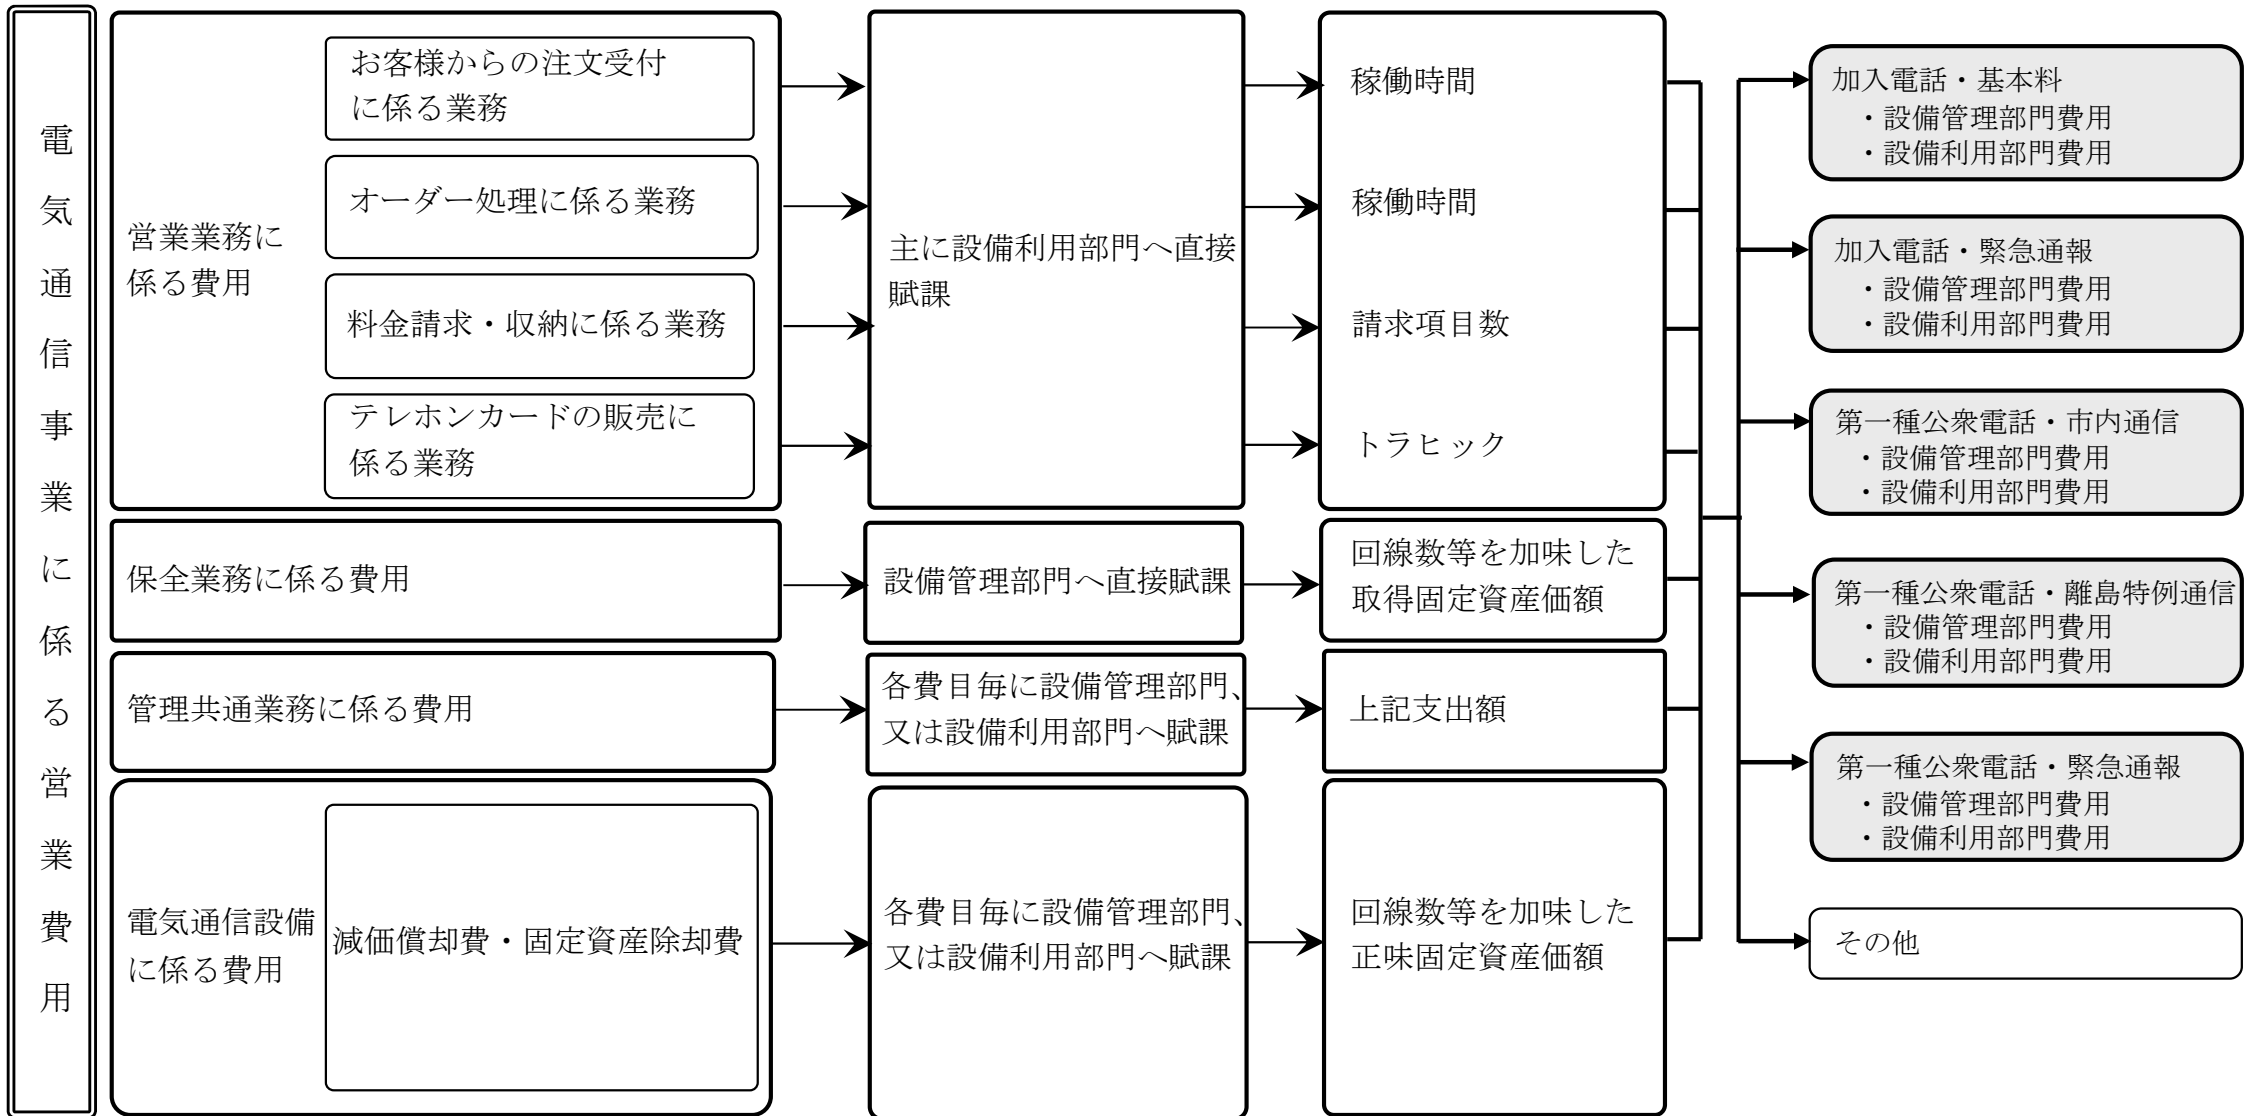 電気通信事業に係る営業費用
営業業務に
係る費用
お客様からの注文受付
に係る業務
オーダー処理に係る業務
料金請求・収納に係る業務
テレホンカードの販売に
係る業務
主に設備利用部門へ直接
賦課
稼働時間
稼働時間
請求項目数
トラヒック
保全業務に係る費用
設備管理部門へ直接賦課
回線数等を加味した
取得固定資産価額
管理共通業務に係る費用
各費目毎に設備管理部門、
又は設備利用部門へ賦課
上記支出額
電気通信設備
に係る費用
減価償却費・固定資産除却費
各費目毎に設備管理部門、
又は設備利用部門へ賦課
回線数等を加味した
正味固定資産価額
加入電話・基本料
・設備管理部門費用
・設備利用部門費用
加入電話・緊急通報
・設備管理部門費用
・設備利用部門費用
第一種公衆電話・市内通信
・設備管理部門費用
・設備利用部門費用
第一種公衆電話・離島特例通信
・設備管理部門費用
・設備利用部門費用
第一種公衆電話・緊急通報
・設備管理部門費用
・設備利用部門費用
その他